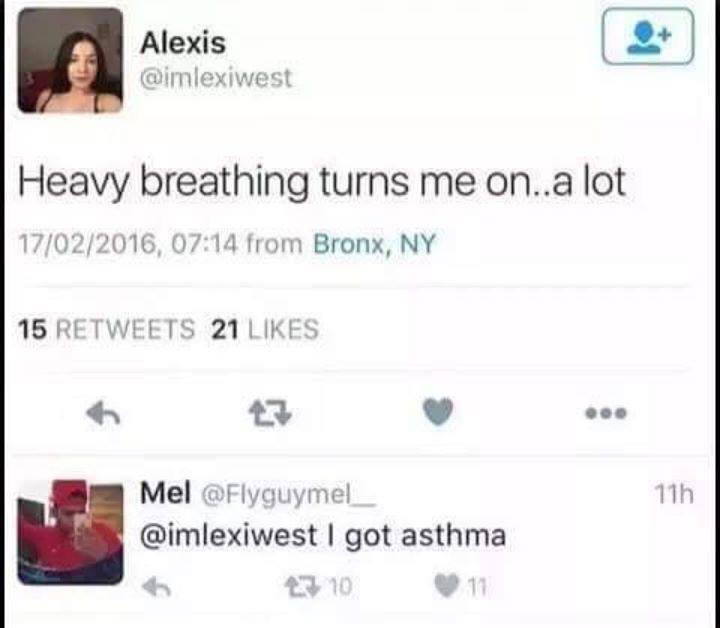 Alexis
@imlexiwest
Heavy breathing turns me on..a lot
17/02/2016, 07:14 from Bronx, NY
15 RETWEETS 21 LIKES
Mel @Flyguymel__ 11h
@imlexiwest I got asthma
10 11